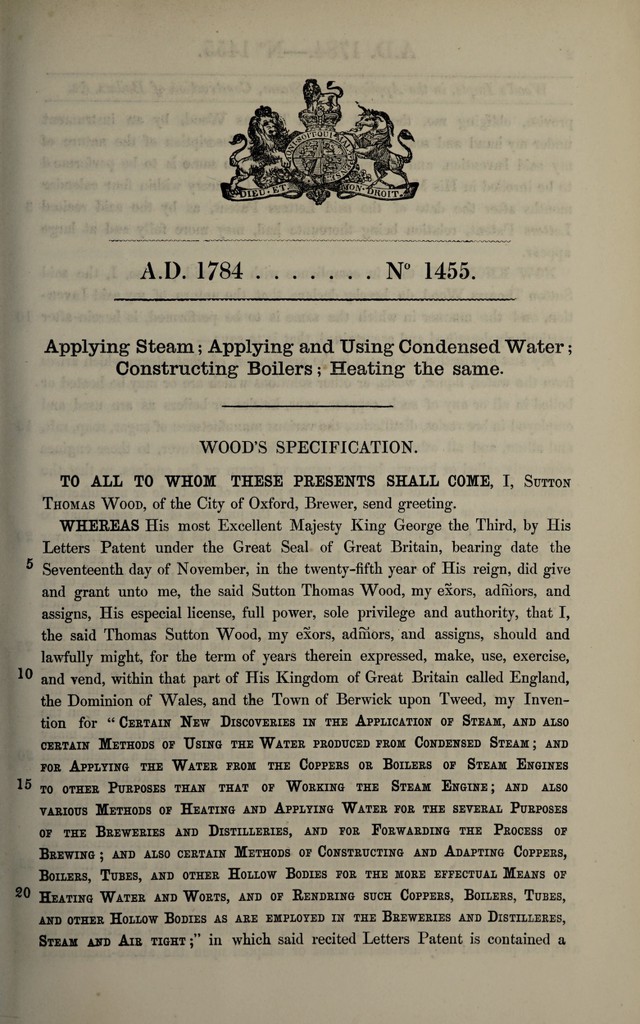 HONI SOIT QUI MAL
DIEU ET MON DROIT.
A.D. 1784 . . . . . . . . Nº 1455.
Applying Steam; Applying and Using Condensed Water;
Constructing Boilers; Heating the same.
WOOD'S SPECIFICATION.
TO ALL TO WHOM THESE PRESENTS SHALL COME, I, SUTTON
THOMAS WOOD, of the City of Oxford, Brewer, send greeting.
WHEREAS His most Excellent Majesty King George the Third, by His
Letters Patent under the Great Seal of Great Britain, bearing date the
5 Seventeenth day of November, in the twenty-fifth year of His reign, did give
and grant unto me, the said Sutton Thomas Wood, my exors, adm̃ors, and
assigns, His especial license, full power, sole privilege and authority, that I,
the said Thomas Sutton Wood, my exors, adm̃ors, and assigns, should and
lawfully might, for the term of years therein expressed, make, use, exercise,
10 and vend, within that part of His Kingdom of Great Britain called England,
the Dominion of Wales, and the Town of Berwick upon Tweed, my Inven-
tion for "CERTAIN NEW DISCOVERIES IN THE APPLICATION OF STEAM, AND ALSO
CERTAIN METHODS OF USING THE WATER PRODUCED FROM CONDENSED STEAM; AND
FOR APPLYING THE WATER FROM THE COPPERS OR BOILERS OF STEAM ENGINES
15 TO OTHER PURPOSES THAN THAT OF WORKING THE STEAM ENGINE; AND ALSO
VARIOUS METHODS OF HEATING AND APPLYING WATER FOR THE SEVERAL PURPOSES
OF THE BREWERIES AND DISTILLERIES, AND FOR FORWARDING THE PROCESS OF
BREWING; AND ALSO CERTAIN METHODS OF CONSTRUCTING AND ADAPTING COPPERS,
BOILERS, TUBES, AND OTHER HOLLOW BODIES FOR THE MORE EFFECTUAL MEANS OF
20 HEATING WATER AND WORTS, AND OF RENDRING SUCH COPPERS, BOILERS, TUBES,
AND OTHER HOLLOW BODIES AS ARE EMPLOYED IN THE BREWERIES AND DISTILLERES,
STEAM AND AIR TIGHT;" in which said recited Letters Patent is contained a